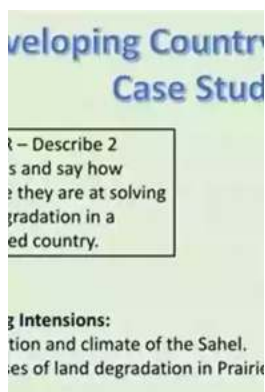 veloping Country
Case Stud
R – Describe 2
s and say how
e they are at solving
gradation in a
ed country.
g Intensions:
tion and climate of the Sahel.
ses of land degradation in Prairie